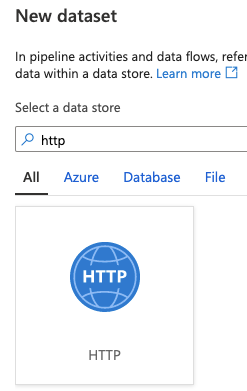 New dataset
In pipeline activities and data flows, refer
data within a data store. Learn more
Select a data store
http
All Azure Database File
HTTP
HTTP